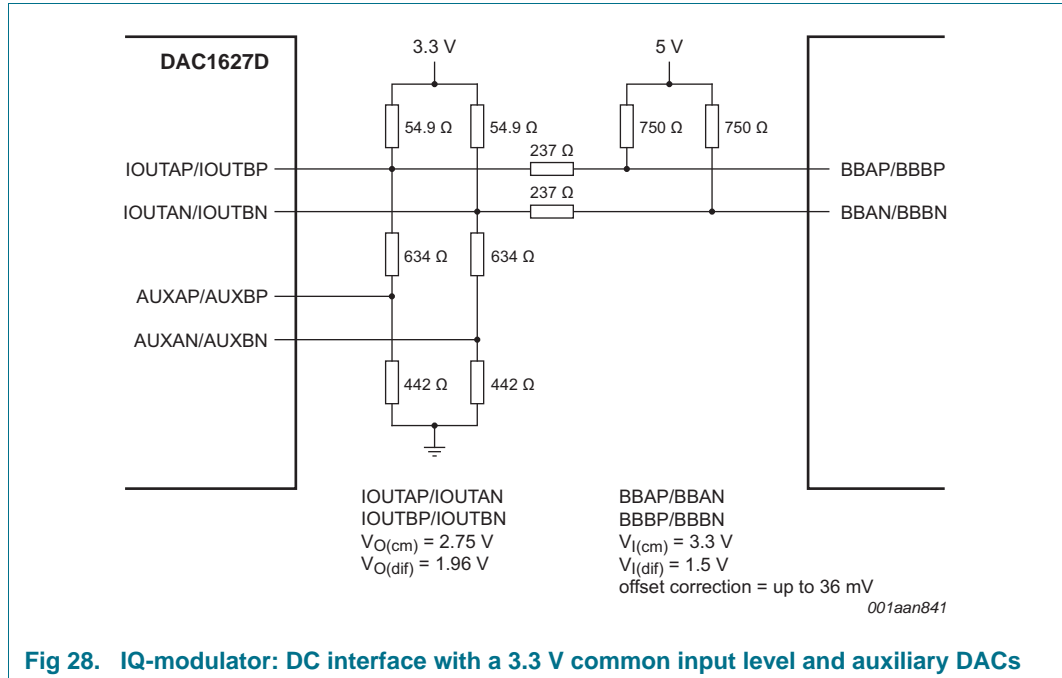 DAC1627D
3.3 V
5 V
54.9 Ω
54.9 Ω
750 Ω
750 Ω
237 Ω
IOUTAP/IOUTBP
BBAP/BBBP
237 Ω
IOUTAN/IOUTBN
BBAN/BBBN
634 Ω
634 Ω
AUXAP/AUXBP
AUXAN/AUXBN
442 Ω
442 Ω
IOUTAP/IOUTAN
IOUTBP/IOUTBN
VO(cm) = 2.75 V
VO(dif) = 1.96 V
BBAP/BBAN
BBBP/BBBN
VI(cm) = 3.3 V
VI(dif) = 1.5 V
offset correction = up to 36 mV
001aan841
Fig 28. IQ-modulator: DC interface with a 3.3 V common input level and auxiliary DACs